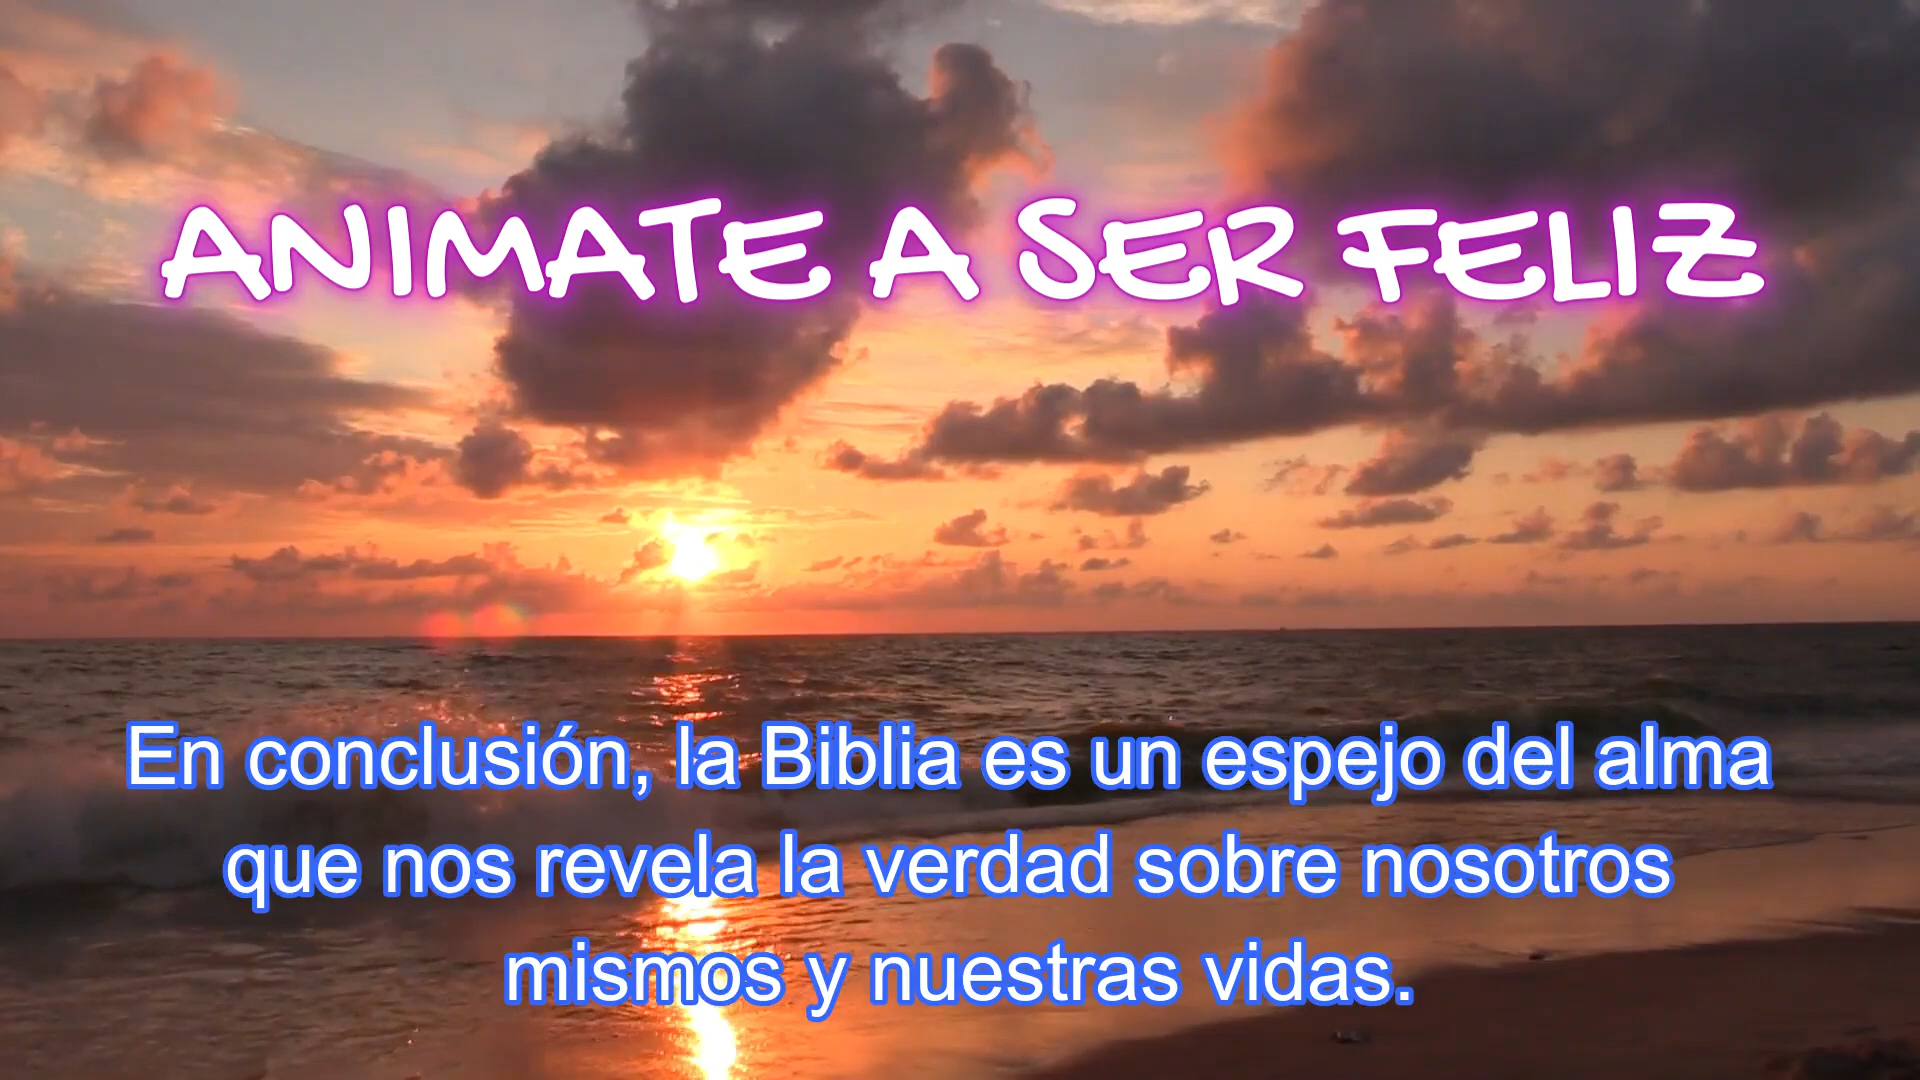 ANIMATE A SER FELIZ
En conclusión, la Biblia es un espejo del alma
que nos revela la verdad sobre nosotros
mismos y nuestras vidas.